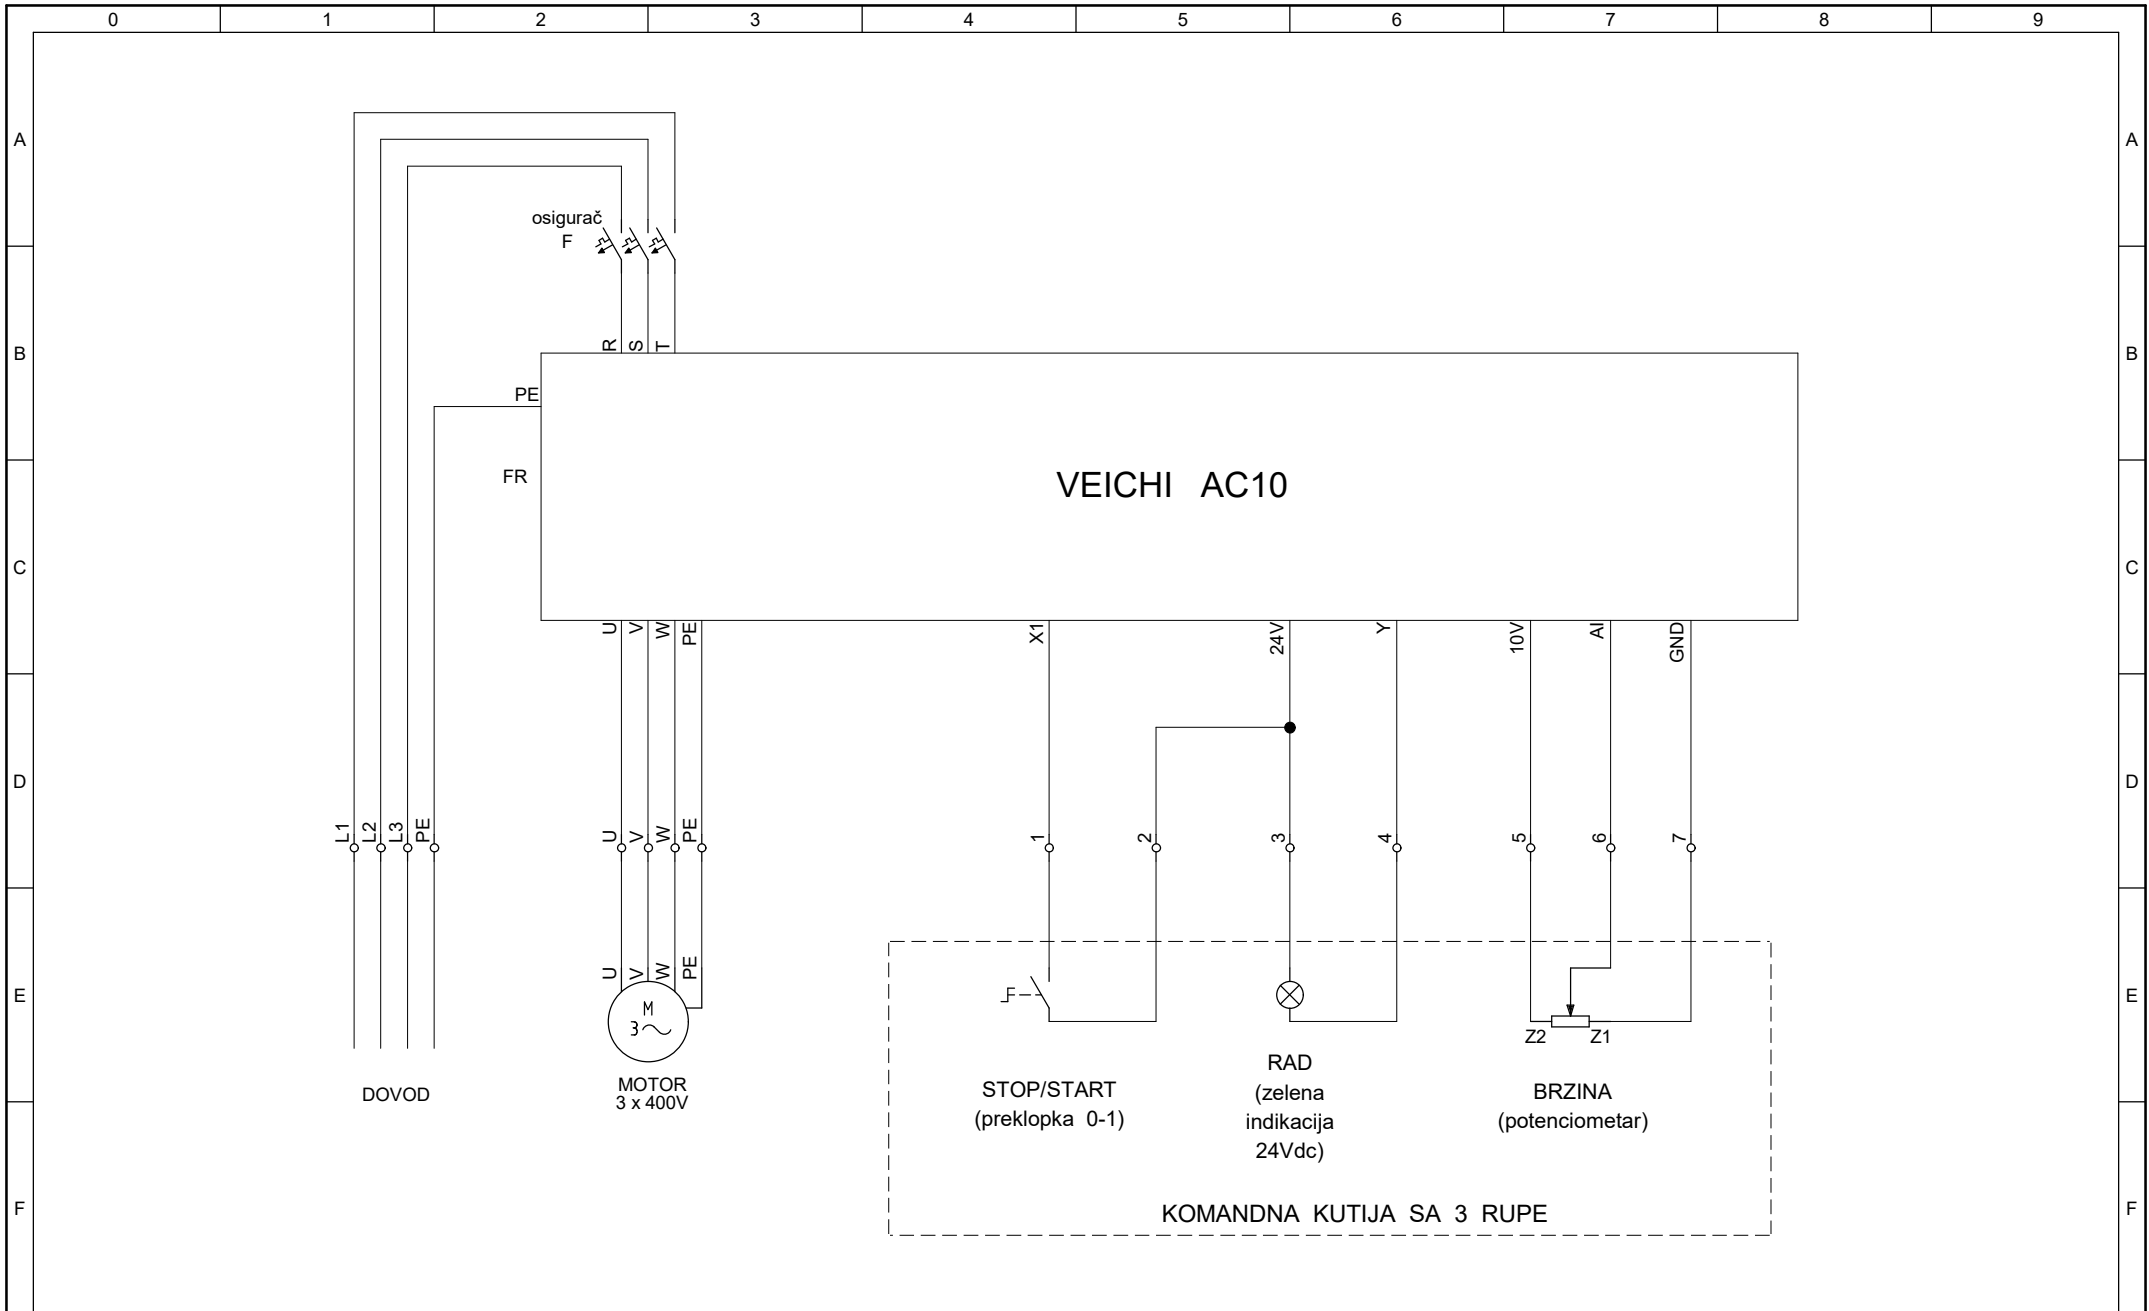 0 1 2 3 4 5 6 7 8 9
A A
osigurač
F
R S T
B B
PE
FR
VEICHI AC10
C C
U V W PE X1 24V Y 10V AI GND
D D
L1 L2 L3 PE U V W PE 1 2 3 4 5 6 7
U V W PE
E E
M
3
Z2 Z1
DOVOD
MOTOR
3 x 400V
STOP/START
(preklopka 0-1)
RAD
(zelena
indikacija
24Vdc)
BRZINA
(potenciometar)
F F
KOMANDNA KUTIJA SA 3 RUPE